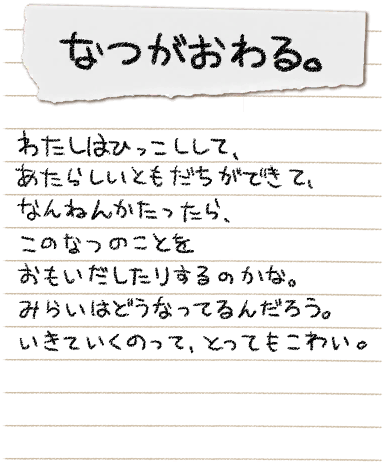 なつがおわる。
わたしはひっこしして、
あたらしいともだちができて、
なんねんかたったら、
このなつのことを
おもいだしたりするのかな。
みらいはどうなってるんだろう。
いきていくのって、とってもこわい。